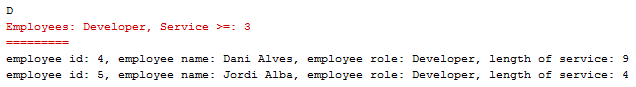 D
Employees: Developer, Service >=: 3
=========
employee id: 4, employee name: Dani Alves, employee role: Developer, length of service: 9
employee id: 5, employee name: Jordi Alba, employee role: Developer, length of service: 4